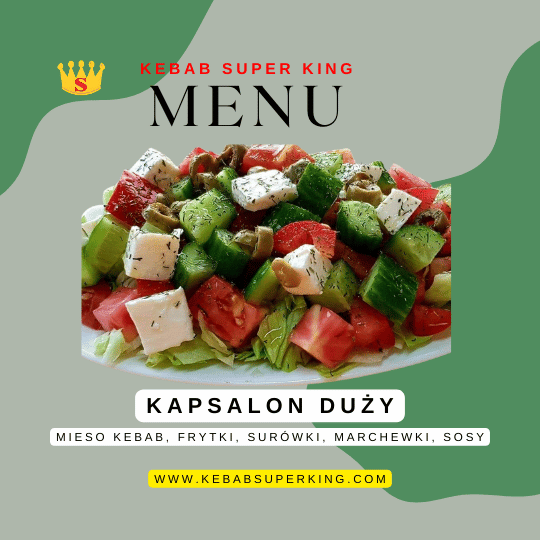 S
KEBAB SUPER KING
MENU
KAPSALON DUŻY
MIESO KEBAB, FRYTKI, SURÓWKI, MARCHEWKI, SOSY
WWW.KEBABSUPERKING.COM